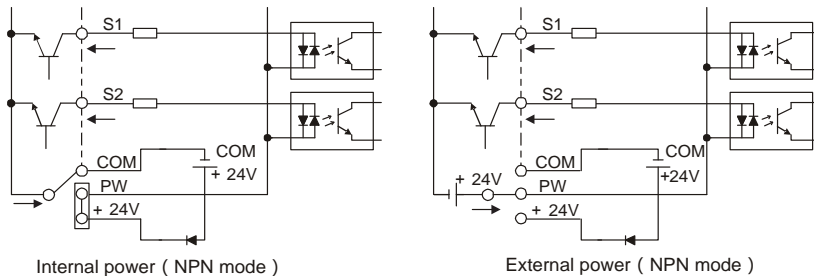 S1
S2
COM
COM
+ 24V
PW
+ 24V
Internal power ( NPN mode )
S1
S2
COM
COM
+24V
+ 24V
PW
+ 24V
External power ( NPN mode )